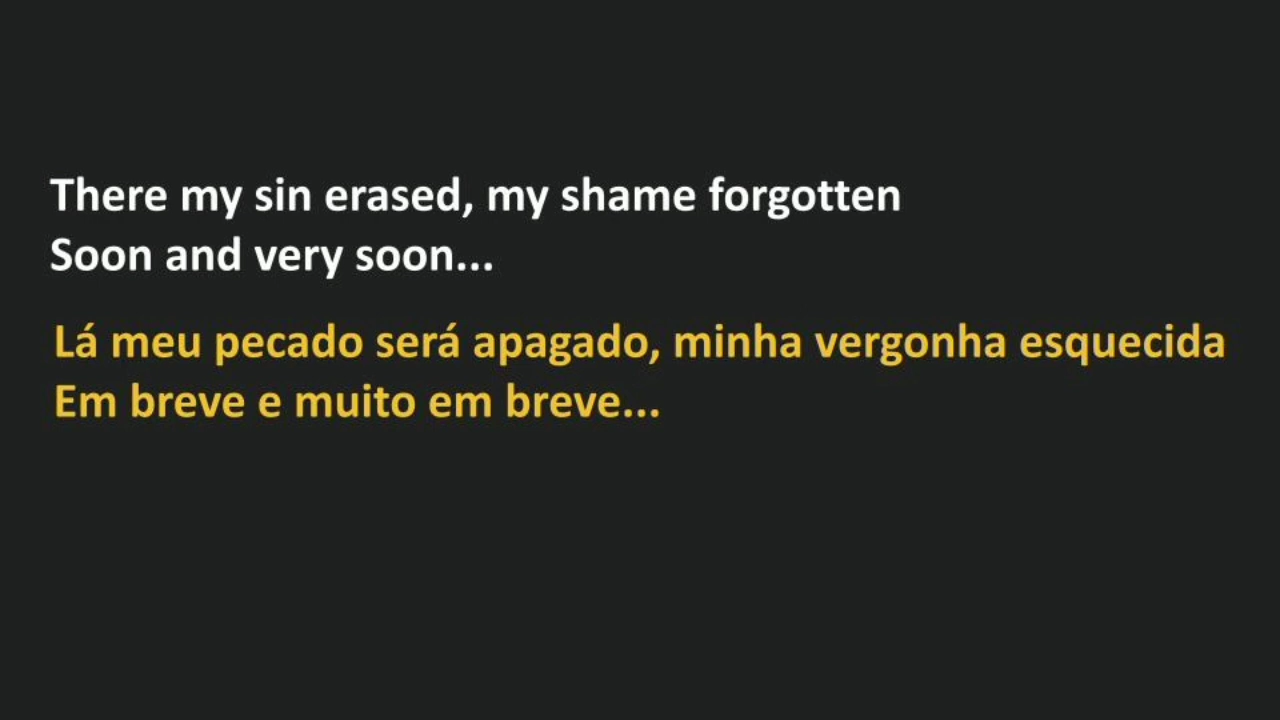 There my sin erased, my shame forgotten
Soon and very soon...
Lá meu pecado será apagado, minha vergonha esquecida
Em breve e muito em breve...